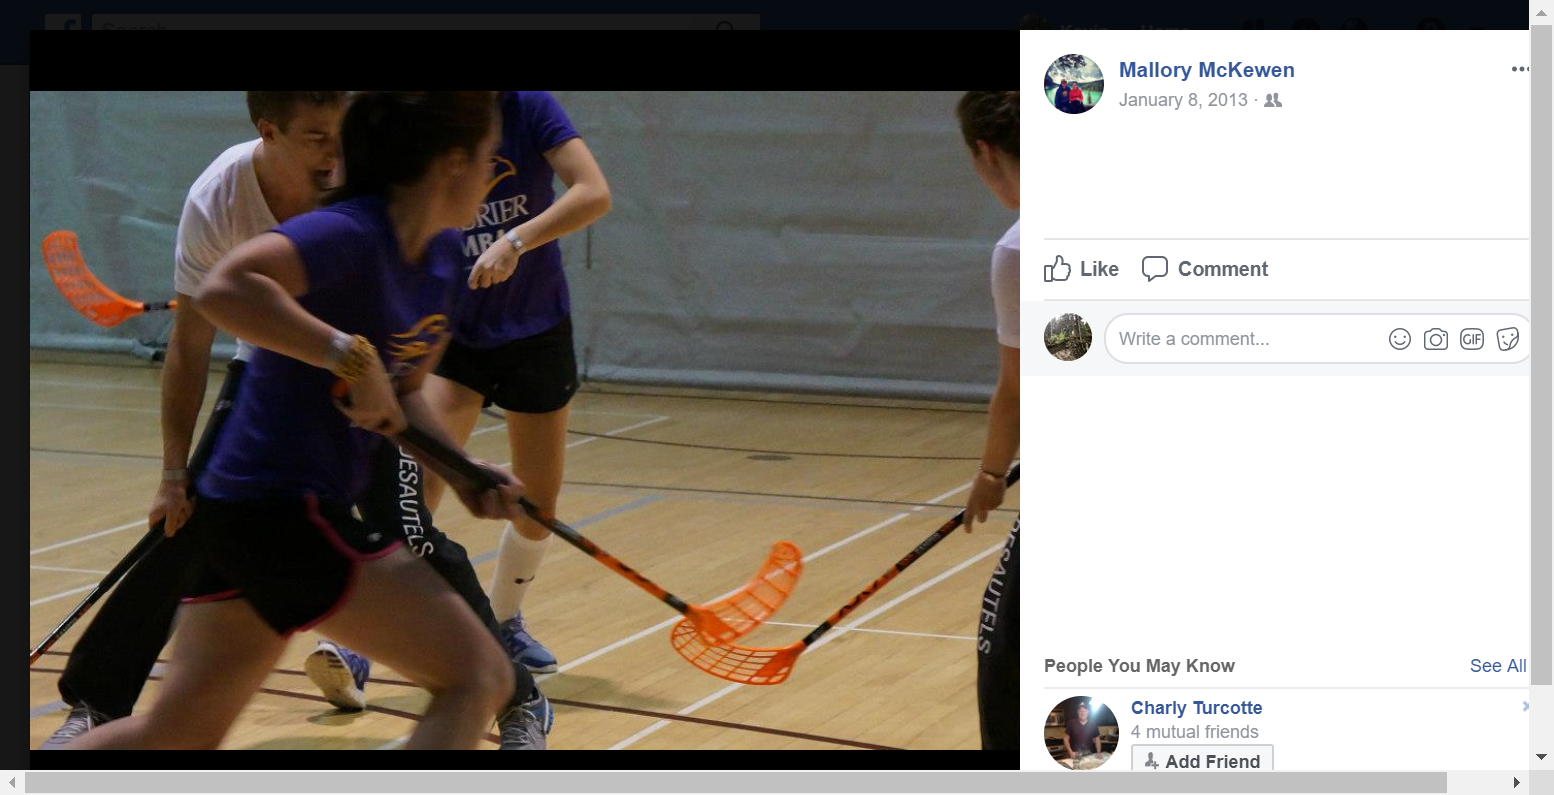 Search
Mallory McKewen
January 8, 2013 ·
Like
Comment
Write a comment...
GIF
MBA
DESAUTELS
DESAUTELS
People You May Know
See All
Charly Turcotte
4 mutual friends
Add Friend